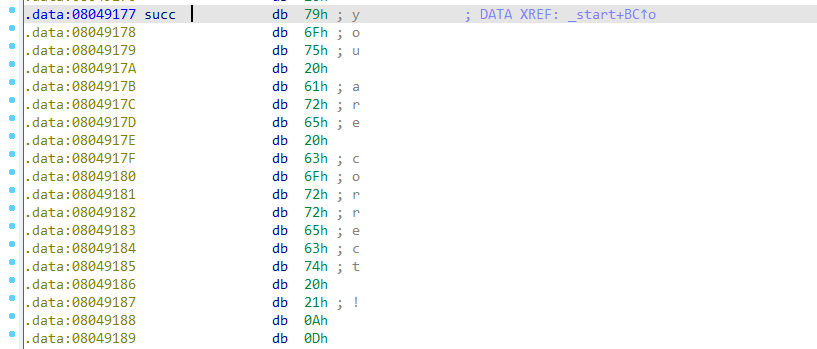 .data:08049177 succ db 79h ; y ; DATA XREF: _start+BC↑o
.data:08049178 db 6Fh ; o
.data:08049179 db 75h ; u
.data:0804917A db 20h
.data:0804917B db 61h ; a
.data:0804917C db 72h ; r
.data:0804917D db 65h ; e
.data:0804917E db 20h
.data:0804917F db 63h ; c
.data:08049180 db 6Fh ; o
.data:08049181 db 72h ; r
.data:08049182 db 72h ; r
.data:08049183 db 65h ; e
.data:08049184 db 63h ; c
.data:08049185 db 74h ; t
.data:08049186 db 20h
.data:08049187 db 21h ; !
.data:08049188 db 0Ah
.data:08049189 db 0Dh